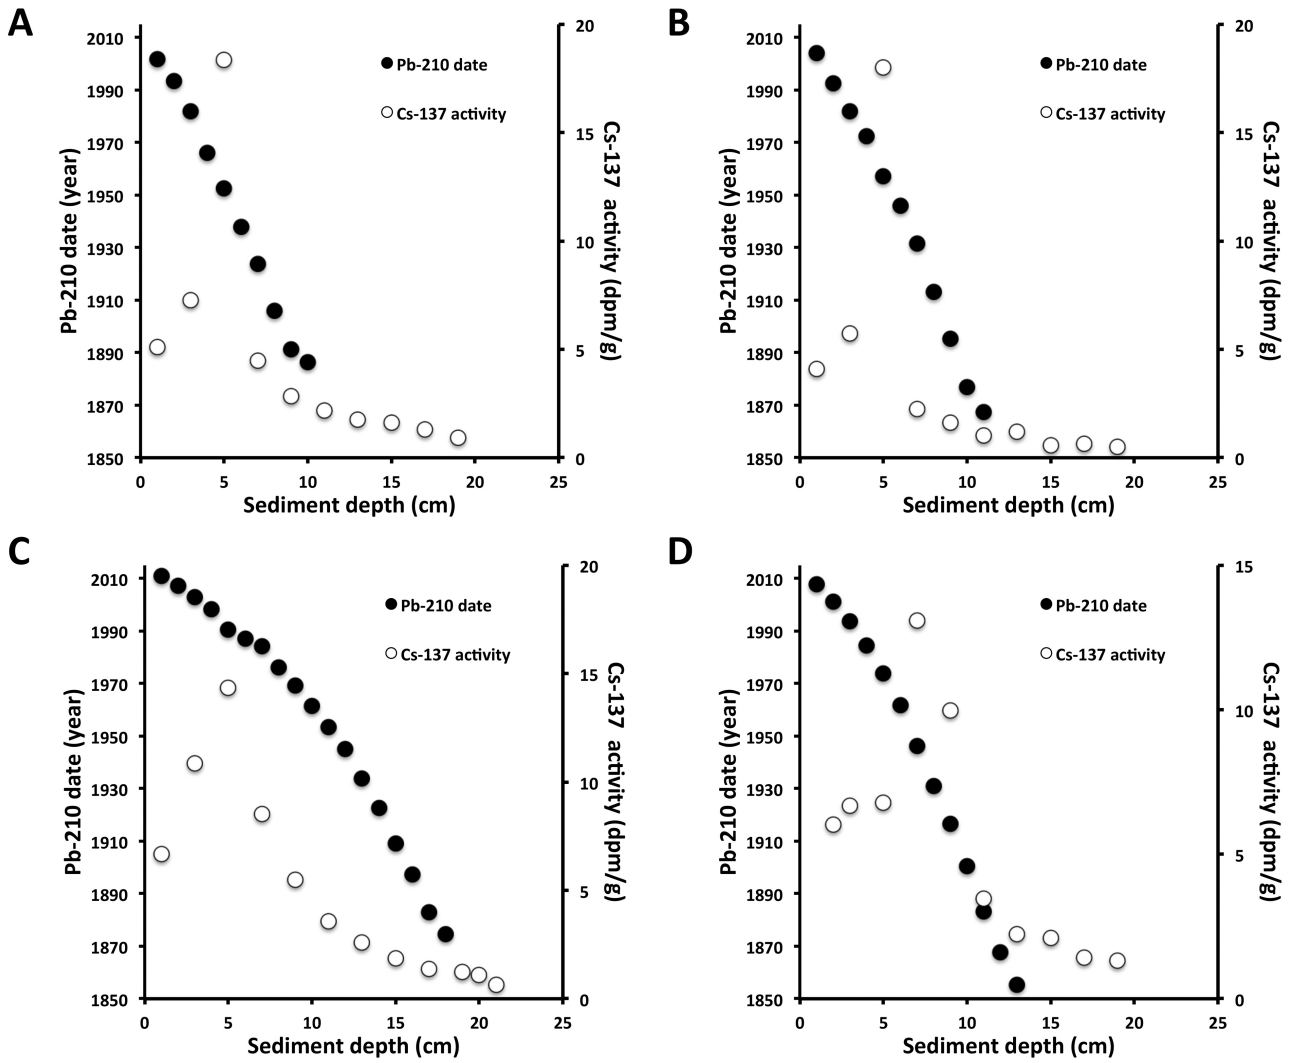 A
2010
1990
1970
1950
1930
1910
1890
1870
1850
Pb-210 date (year)
0 5 10 15 20 25
Sediment depth (cm)
20
15
10
5
0
Cs-137 activity (dpm/g)
Pb-210 date
Cs-137 activity
B
2010
1990
1970
1950
1930
1910
1890
1870
1850
Pb-210 date (year)
0 5 10 15 20 25
Sediment depth (cm)
20
15
10
5
0
Cs-137 activity (dpm/g)
Pb-210 date
Cs-137 activity
C
2010
1990
1970
1950
1930
1910
1890
1870
1850
Pb-210 date (year)
0 5 10 15 20 25
Sediment depth (cm)
20
15
10
5
0
Cs-137 activity (dpm/g)
Pb-210 date
Cs-137 activity
D
2010
1990
1970
1950
1930
1910
1890
1870
1850
Pb-210 date (year)
0 5 10 15 20 25
Sediment depth (cm)
15
10
5
0
Cs-137 activity (dpm/g)
Pb-210 date
Cs-137 activity